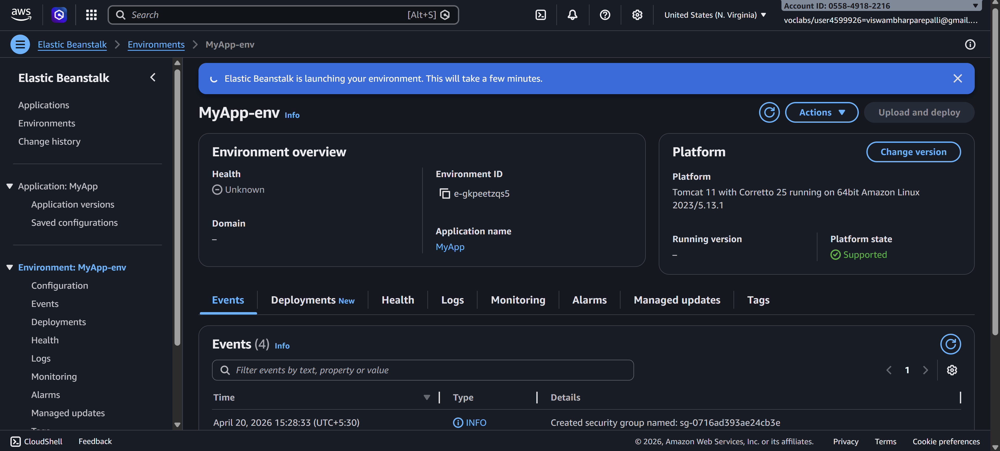 aws
Search
[Alt+S]
United States (N. Virginia)
Account ID: 0558-4918-2216
voclabs/user4599926=viswambharparepalli@gmail....
Elastic Beanstalk
Environments
MyApp-env
Elastic Beanstalk
Applications
Environments
Change history
Application: MyApp
Application versions
Saved configurations
Environment: MyApp-env
Configuration
Events
Deployments
Health
Logs
Monitoring
Alarms
Managed updates
Elastic Beanstalk is launching your environment. This will take a few minutes.
MyApp-env Info
Actions
Upload and deploy
Environment overview
Health
Unknown
Domain
–
Environment ID
e-gkpeetzqs5
Application name
MyApp
Platform
Change version
Platform
Tomcat 11 with Corretto 25 running on 64bit Amazon Linux
2023/5.13.1
Running version
–
Platform state
Supported
Events
Deployments New
Health
Logs
Monitoring
Alarms
Managed updates
Tags
Events (4) Info
Filter events by text, property or value
1
Time
Type
Details
April 20, 2026 15:28:33 (UTC+5:30)
INFO
Created security group named: sg-0716ad393ae24cb3e
CloudShell
Feedback
© 2026, Amazon Web Services, Inc. or its affiliates.
Privacy
Terms
Cookie preferences